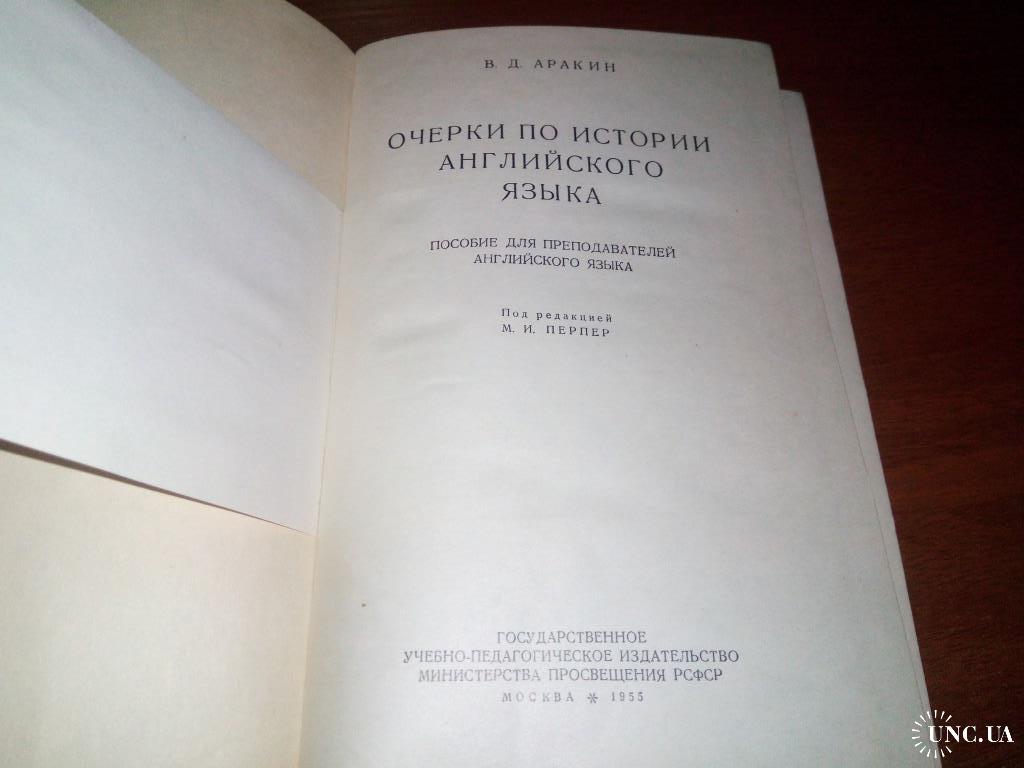 В. Д. АРАКИН
ОЧЕРКИ ПО ИСТОРИИ
АНГЛИЙСКОГО
ЯЗЫКА
ПОСОБИЕ ДЛЯ ПРЕПОДАВАТЕЛЕЙ
АНГЛИЙСКОГО ЯЗЫКА
Под редакцией
М. И. ПЕРПЕР
ГОСУДАРСТВЕННОЕ
УЧЕБНО-ПЕДАГОГИЧЕСКОЕ ИЗДАТЕЛЬСТВО
МИНИСТЕРСТВА ПРОСВЕЩЕНИЯ РСФСР
МОСКВА * 1955
UNC.UA